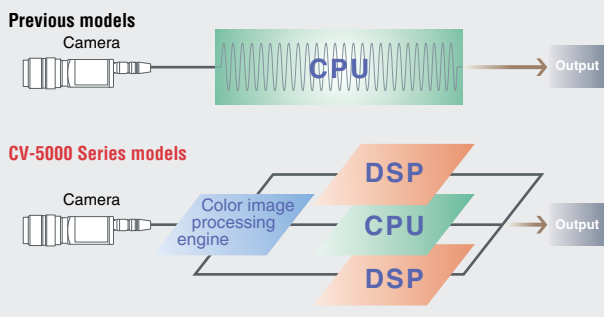 Previous models
Camera
CPU
Output
CV-5000 Series models
Camera
Color image
processing
engine
DSP
CPU
DSP
Output